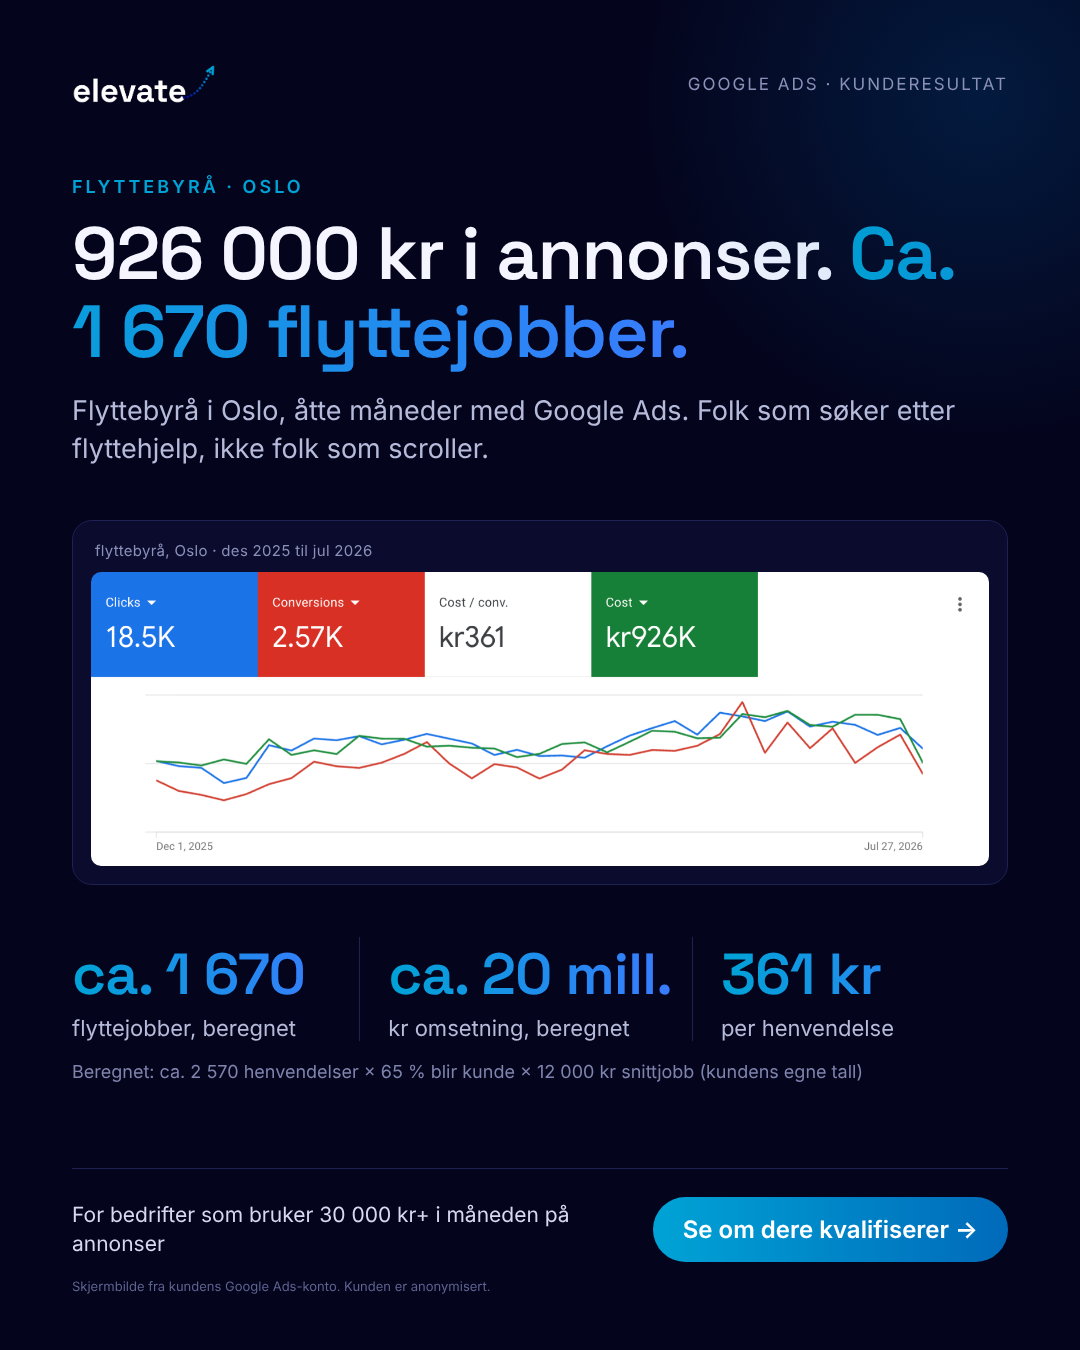 elevate
GOOGLE ADS · KUNDERESULTAT
FLYTTEBYRÅ · OSLO
926 000 kr i annonser. Ca.
1 670 flyttejobber.
Flyttebyrå i Oslo, åtte måneder med Google Ads. Folk som søker etter
flyttehjelp, ikke folk som scroller.
flyttebyrå, Oslo · des 2025 til jul 2026
Clicks
18.5K
Conversions
2.57K
Cost / conv.
kr361
Cost
kr926K
Dec 1, 2025
Jul 27, 2026
ca. 1 670
flyttejobber, beregnet
ca. 20 mill.
kr omsetning, beregnet
361 kr
per henvendelse
Beregnet: ca. 2 570 henvendelser × 65 % blir kunde × 12 000 kr snittjobb (kundens egne tall)
For bedrifter som bruker 30 000 kr+ i måneden på
annonser
Se om dere kvalifiserer →
Skjermbilde fra kundens Google Ads-konto. Kunden er anonymisert.